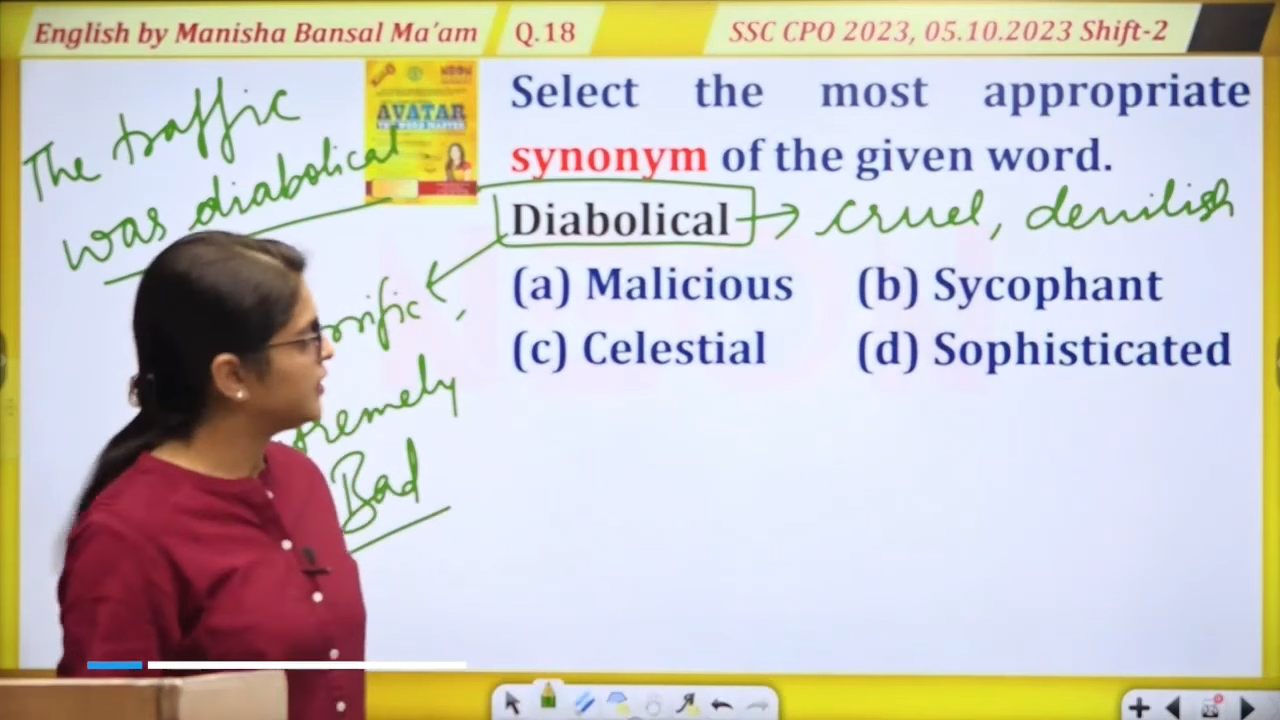 English by Manisha Bansal Ma'am
Q.18
SSC CPO 2023, 05.10.2023 Shift-2
The traffic
was diabolical
AVATAR
Select the most appropriate
synonym of the given word.
Diabolical → cruel, devilish
(a) Malicious (b) Sycophant
(c) Celestial (d) Sophisticated
Bad